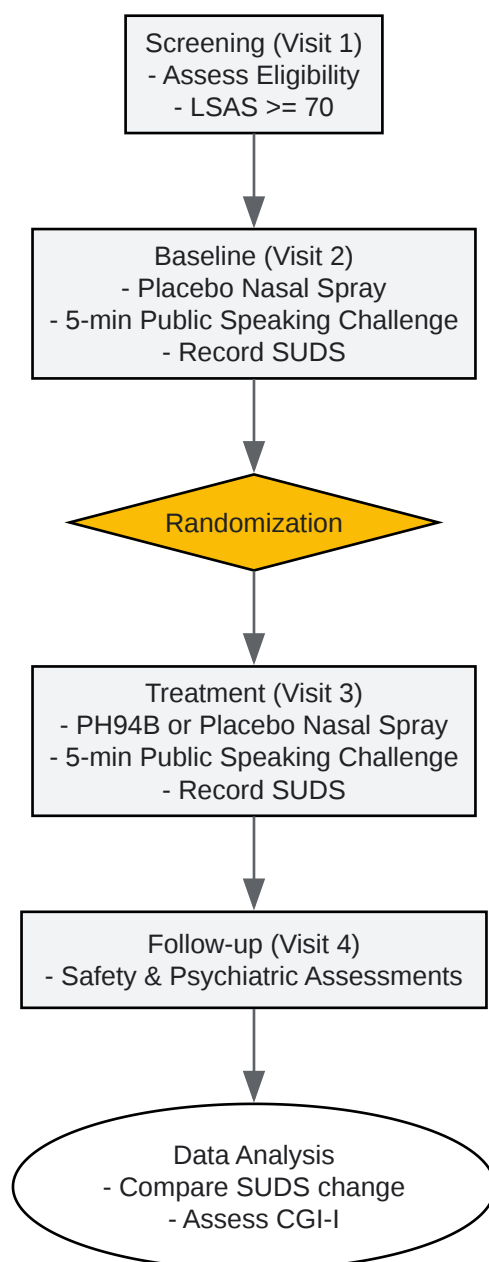 Screening (Visit 1)
- Assess Eligibility
- LSAS >= 70
Baseline (Visit 2)
- Placebo Nasal Spray
- 5-min Public Speaking Challenge
- Record SUDS
Randomization
Treatment (Visit 3)
- PH94B or Placebo Nasal Spray
- 5-min Public Speaking Challenge
- Record SUDS
Follow-up (Visit 4)
- Safety & Psychiatric Assessments
Data Analysis
- Compare SUDS change
- Assess CGI-I